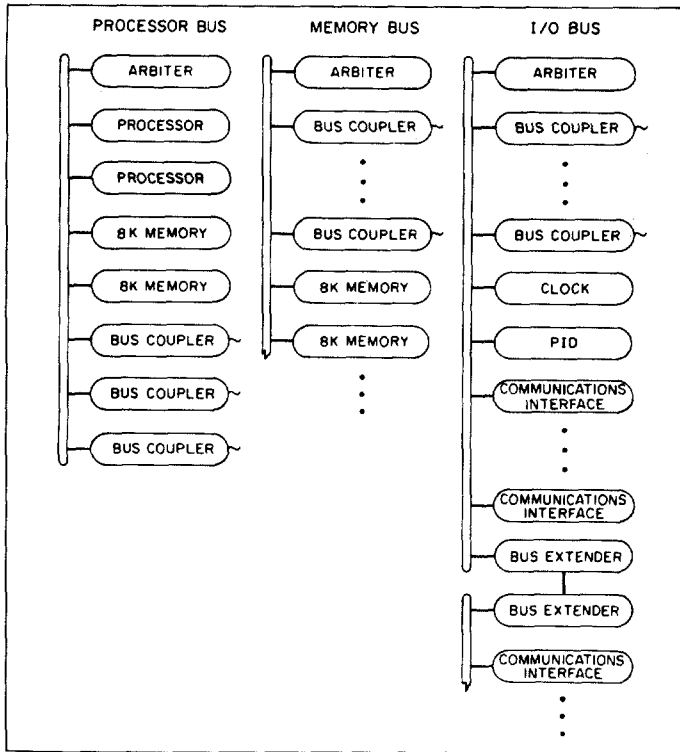 PROCESSOR BUS
ARBITER
PROCESSOR
PROCESSOR
8K MEMORY
8K MEMORY
BUS COUPLER
BUS COUPLER
BUS COUPLER
MEMORY BUS
ARBITER
BUS COUPLER
BUS COUPLER
8K MEMORY
8K MEMORY
I/O BUS
ARBITER
BUS COUPLER
BUS COUPLER
CLOCK
PID
COMMUNICATIONS
INTERFACE
COMMUNICATIONS
INTERFACE
BUS EXTENDER
BUS EXTENDER
COMMUNICATIONS
INTERFACE